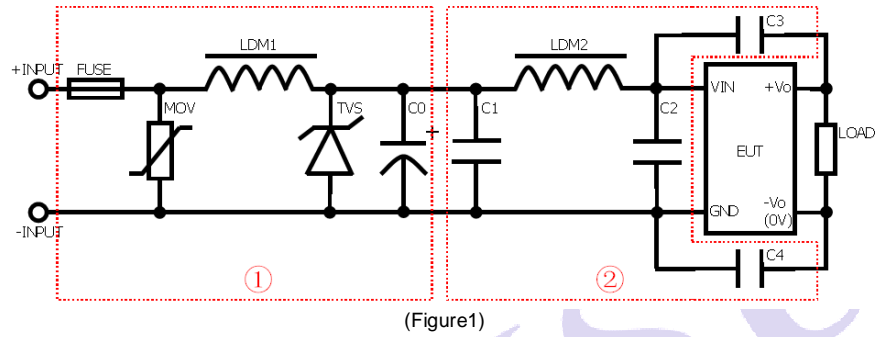 C3
LDM1
LDM2
+INPUT
FUSE
MOV
TVS
C0
+
C1
C2
VIN
+Vo
EUT
LOAD
GND
-Vo
(0V)
-INPUT
C4
①
②
(Figure1)